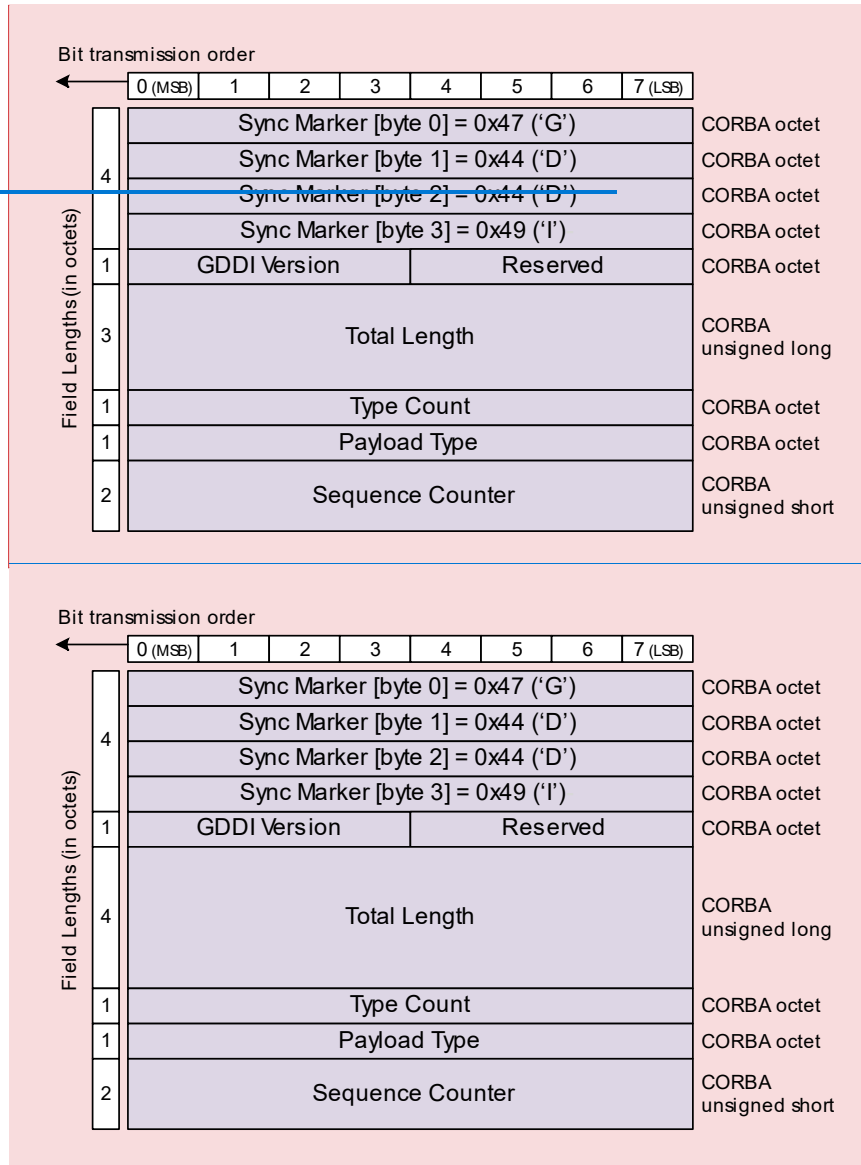 Bit transmission order
0 (MSB) 1 2 3 4 5 6 7 (LSB)
Field Lengths (in octets)
4
Sync Marker [byte 0] = 0x47 (‘G’) CORBA octet
Sync Marker [byte 1] = 0x44 (‘D’) CORBA octet
Sync Marker [byte 2] = 0x44 (‘D’) CORBA octet
Sync Marker [byte 3] = 0x49 (‘I’) CORBA octet
1 GDDI Version Reserved CORBA octet
3 Total Length CORBA
unsigned long
1 Type Count CORBA octet
1 Payload Type CORBA octet
2 Sequence Counter CORBA
unsigned short
Bit transmission order
0 (MSB) 1 2 3 4 5 6 7 (LSB)
Field Lengths (in octets)
4
Sync Marker [byte 0] = 0x47 (‘G’) CORBA octet
Sync Marker [byte 1] = 0x44 (‘D’) CORBA octet
Sync Marker [byte 2] = 0x44 (‘D’) CORBA octet
Sync Marker [byte 3] = 0x49 (‘I’) CORBA octet
1 GDDI Version Reserved CORBA octet
4 Total Length CORBA
unsigned long
1 Type Count CORBA octet
1 Payload Type CORBA octet
2 Sequence Counter CORBA
unsigned short